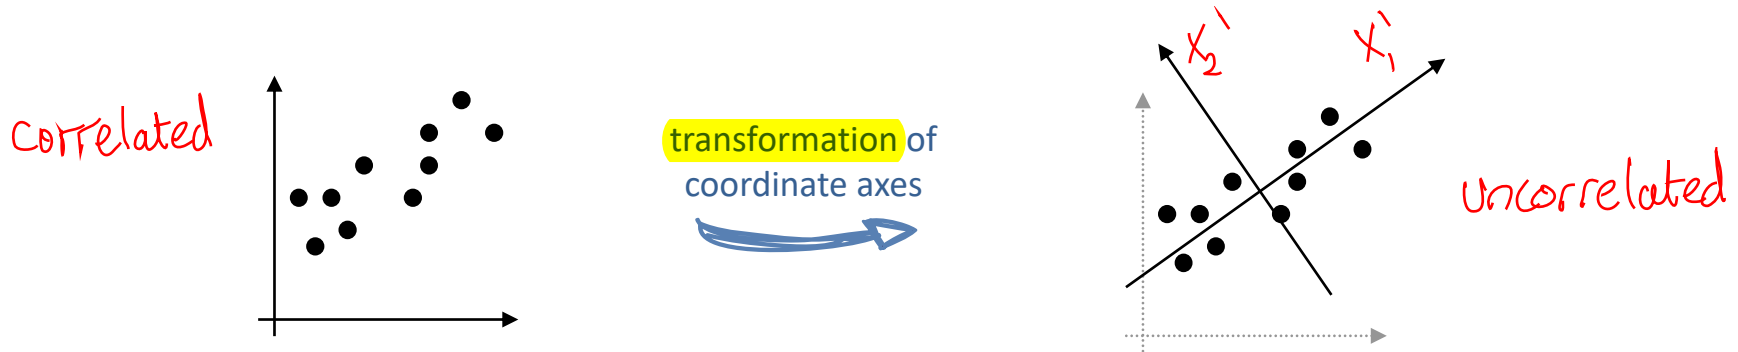 correlated
transformation of
coordinate axes
X₂'
X₁'
uncorrelated